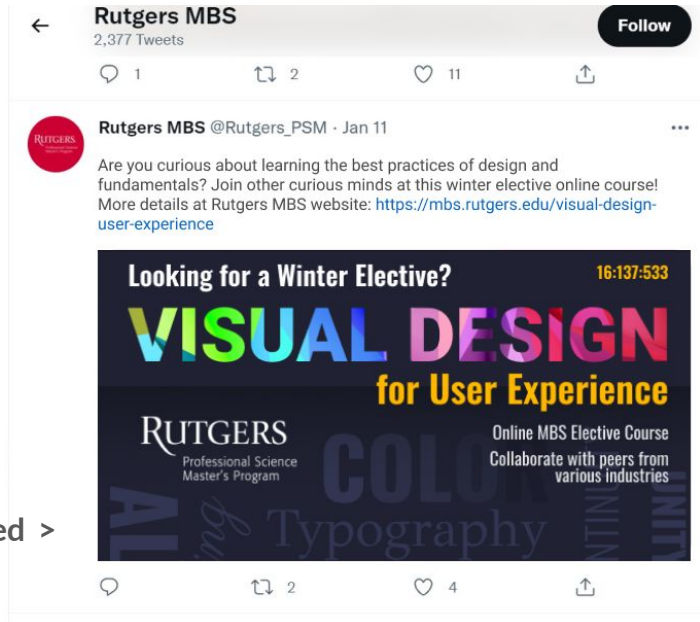 Rutgers MBS
2,377 Tweets
Follow
1 2 11
RUTGERS
Rutgers MBS @Rutgers_PSM · Jan 11
Are you curious about learning the best practices of design and
fundamentals? Join other curious minds at this winter elective online course!
More details at Rutgers MBS website: https://mbs.rutgers.edu/visual-design-
user-experience
Looking for a Winter Elective? 16:137:533
VISUAL DESIGN
for User Experience
RUTGERS
Professional Science
Master's Program
Online MBS Elective Course
Collaborate with peers from
various industries
COLOR
Typography
UNITY
ed >
2 4